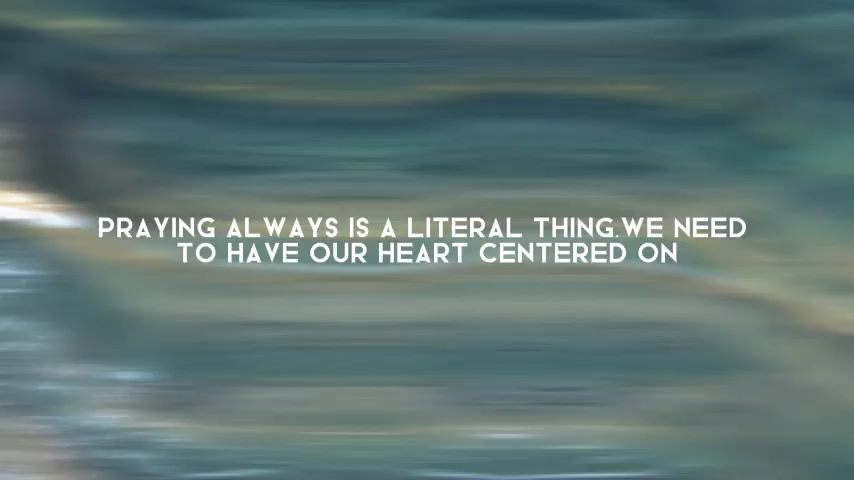 PRAYING ALWAYS IS A LITERAL THING.WE NEED
TO HAVE OUR HEART CENTERED ON